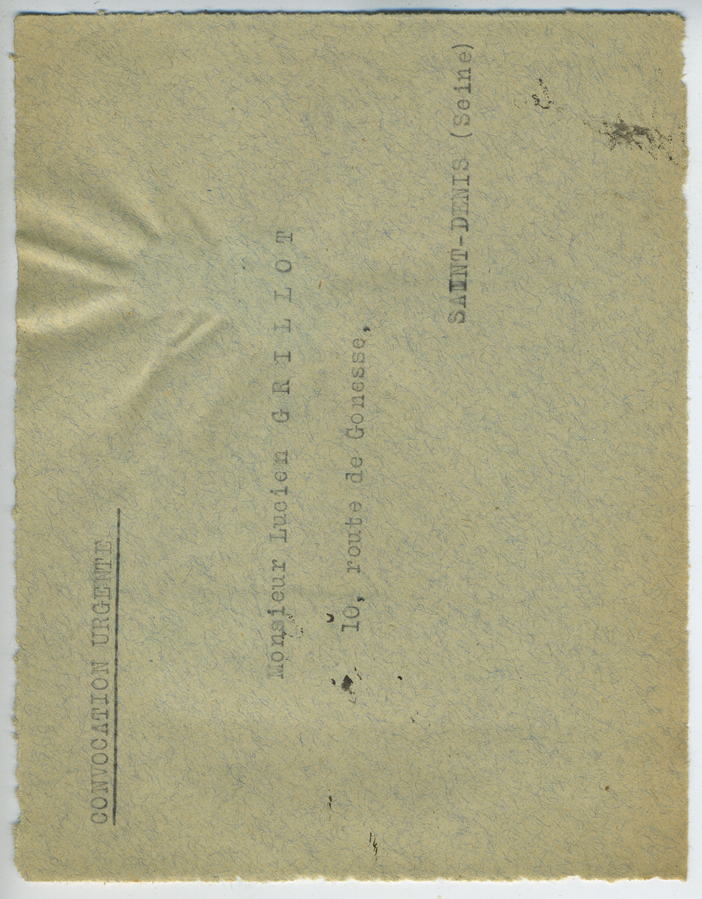 CONVOCATION URGENTE
Monsieur Lucien G R I L L O T
10, route de Gonesse,
SAINT-DENIS (Seine)